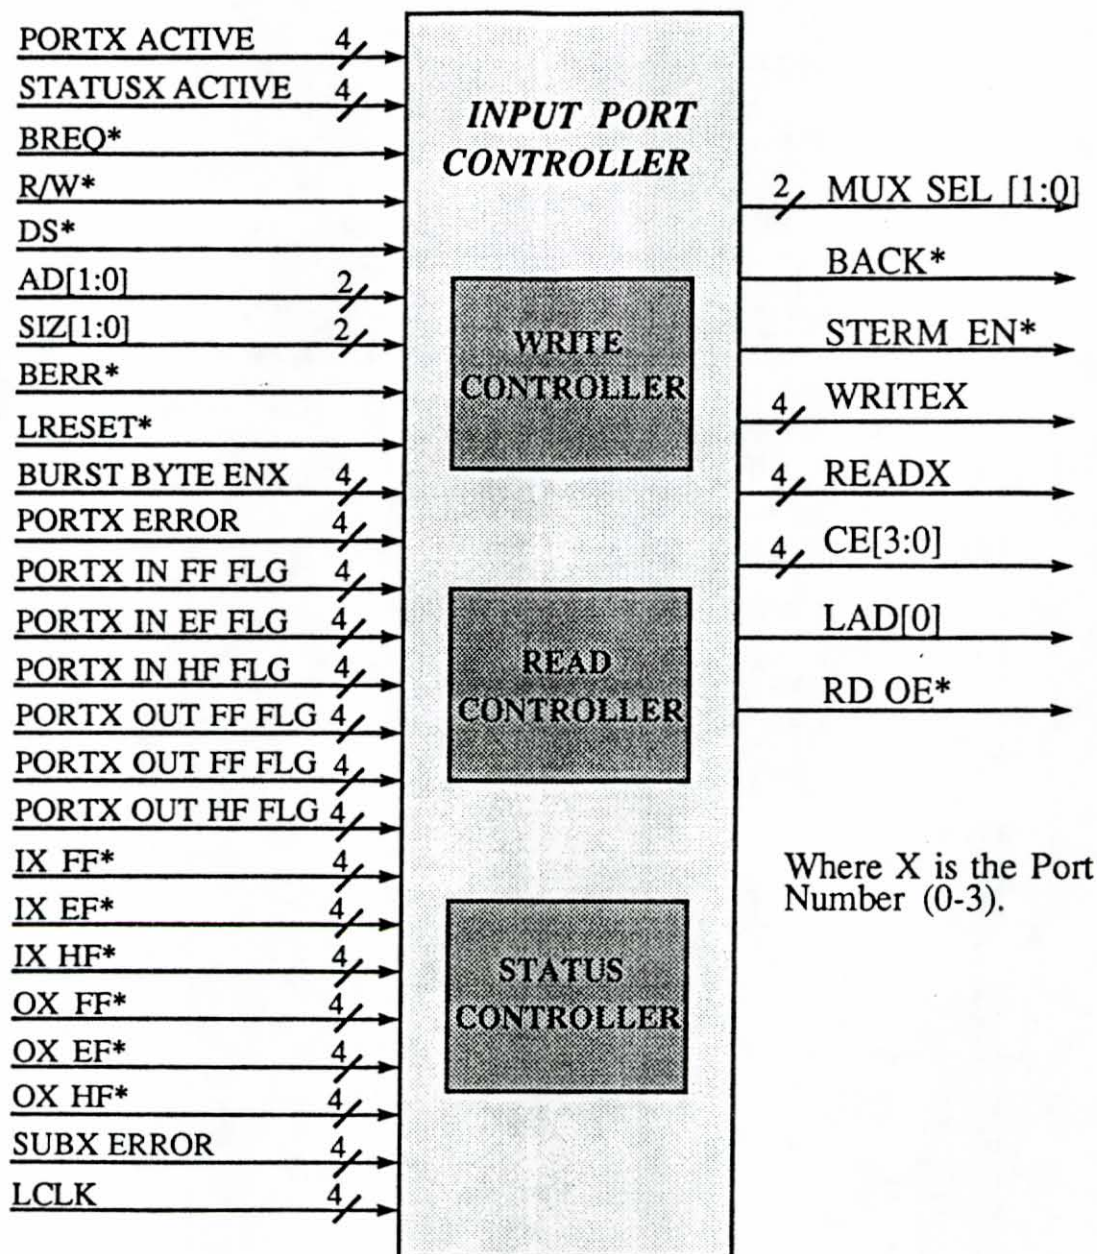 PORTX ACTIVE 4
STATUSX ACTIVE 4
BREQ*
R/W*
DS*
AD[1:0] 2
SIZ[1:0] 2
BERR*
LRESET*
BURST BYTE ENX 4
PORTX ERROR 4
PORTX IN FF FLG 4
PORTX IN EF FLG 4
PORTX IN HF FLG 4
PORTX OUT FF FLG 4
PORTX OUT FF FLG 4
PORTX OUT HF FLG 4
IX FF* 4
IX EF* 4
IX HF* 4
OX FF* 4
OX EF* 4
OX HF* 4
SUBX ERROR 4
LCLK 4
INPUT PORT
CONTROLLER
WRITE
CONTROLLER
READ
CONTROLLER
STATUS
CONTROLLER
2 MUX SEL [1:0]
BACK*
STERM EN*
4 WRITEX
4 READX
4 CE[3:0]
LAD[0]
RD OE*
Where X is the Port
Number (0-3).